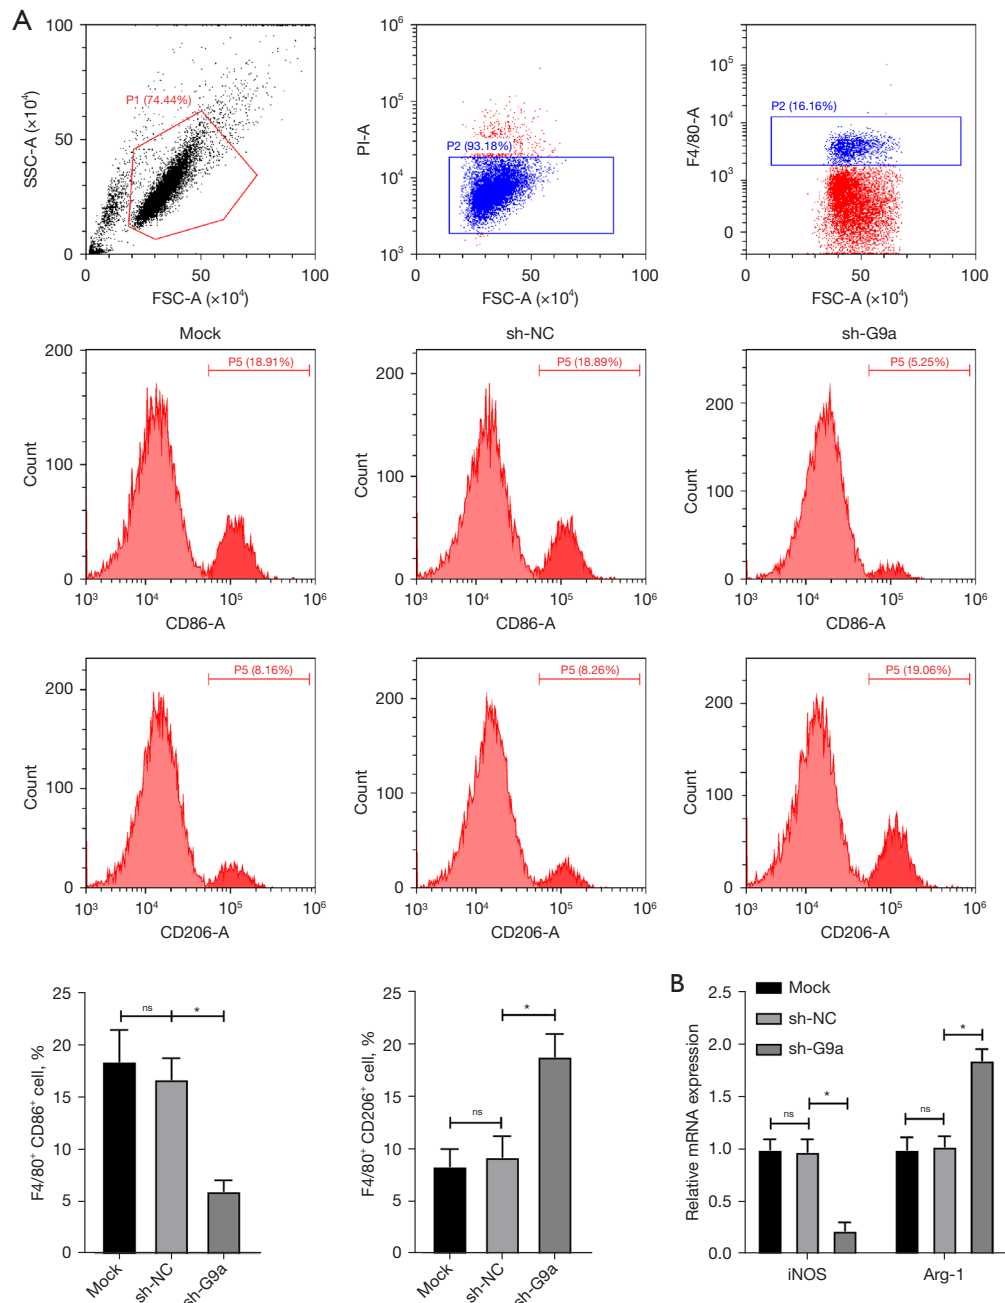 A
100
50
0
SSC-A (×10⁴)
P1 (74.44%)
0 50 100
FSC-A (×10⁴)
10⁶
10⁵
10⁴
10³
PI-A
P2 (93.18%)
0 50 100
FSC-A (×10⁴)
10⁵
10⁴
10³
0
F4/80-A
P2 (16.16%)
0 50 100
FSC-A (×10⁴)
Mock
200
100
0
Count
P5 (18.91%)
10³ 10⁴ 10⁵ 10⁶
CD86-A
sh-NC
200
100
0
Count
P5 (18.89%)
10³ 10⁴ 10⁵ 10⁶
CD86-A
sh-G9a
200
100
0
Count
P5 (5.25%)
10³ 10⁴ 10⁵ 10⁶
CD86-A
200
100
0
Count
P5 (8.16%)
10³ 10⁴ 10⁵ 10⁶
CD206-A
200
100
0
Count
P5 (8.26%)
10³ 10⁴ 10⁵ 10⁶
CD206-A
200
100
0
Count
P5 (19.06%)
10³ 10⁴ 10⁵ 10⁶
CD206-A
25
20
15
10
5
0
F4/80⁺ CD86⁺ cell, %
ns *
Mock
sh-NC
sh-G9a
25
20
15
10
5
0
F4/80⁺ CD206⁺ cell, %
ns *
Mock
sh-NC
sh-G9a
B
2.5
2.0
1.5
1.0
0.5
0.0
Relative mRNA expression
Mock
sh-NC
sh-G9a
ns * ns *
iNOS Arg-1